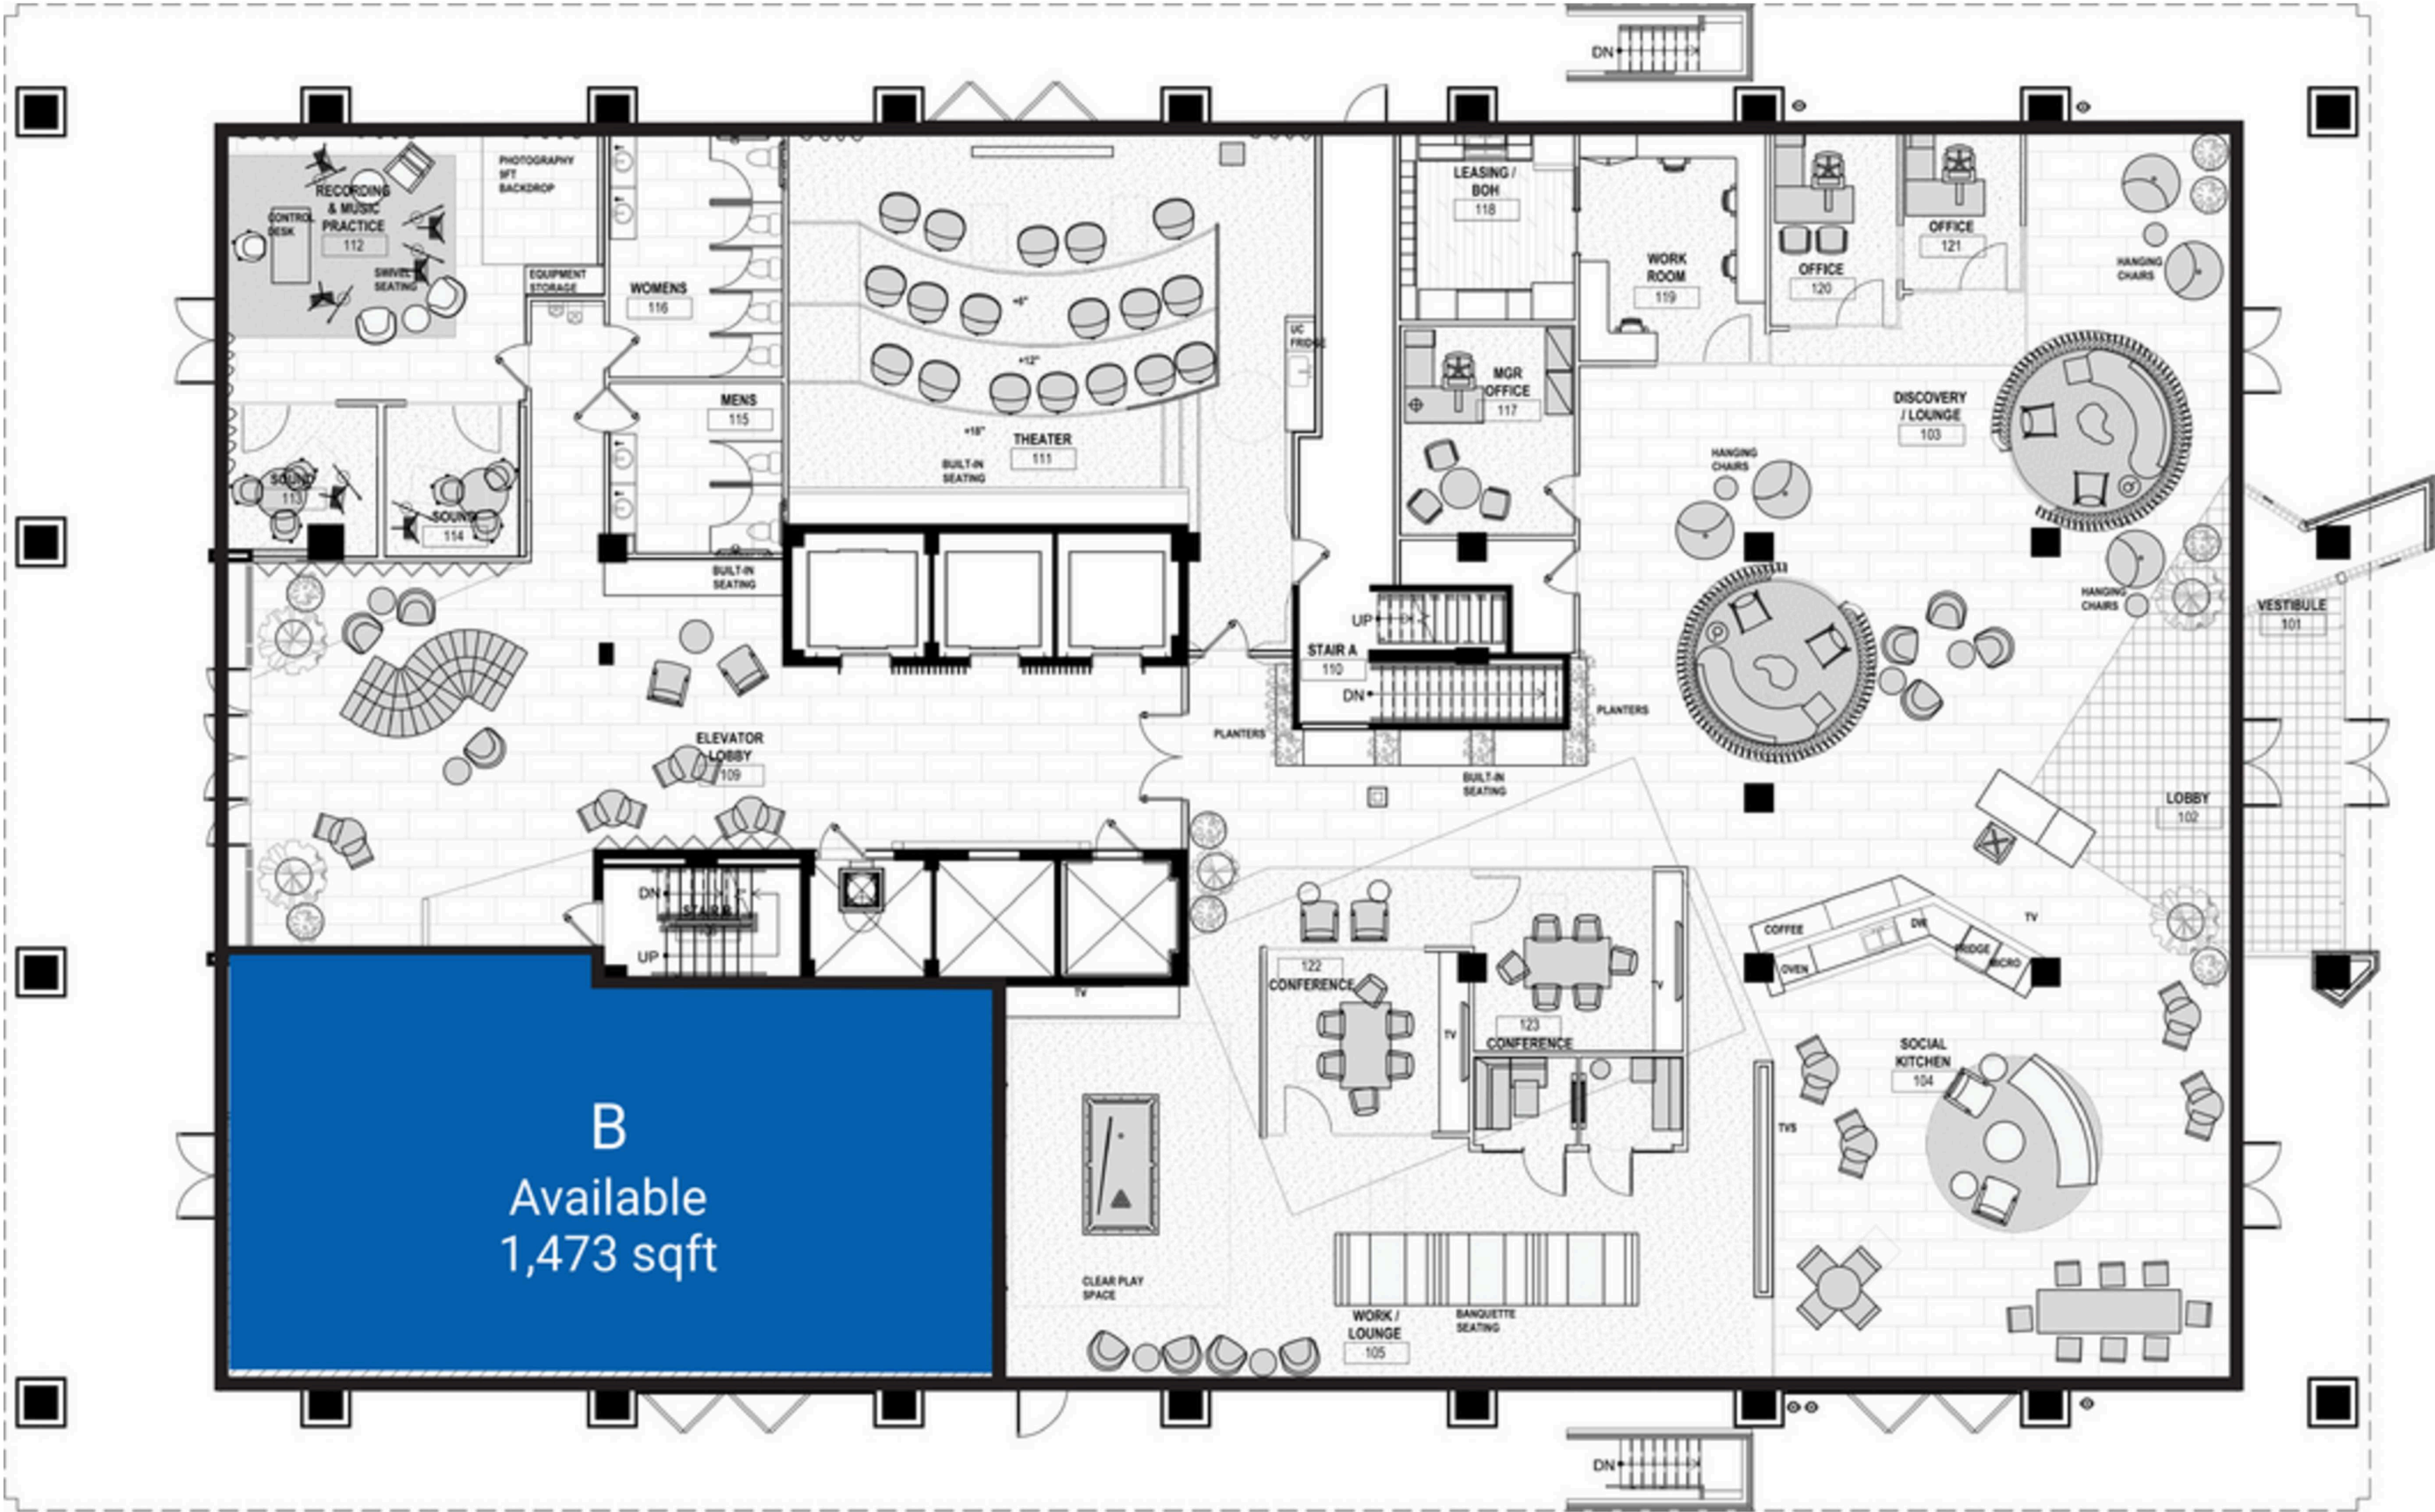 DN
PHOTOGRAPHY
9FT
BACKDROP
RECORDING
& MUSIC
PRACTICE
112
CONTROL
DESK
SWIVEL
SEATING
EQUIPMENT
STORAGE
WOMENS
116
MENS
115
+6"
+12"
+18"
THEATER
111
BUILT-IN
SEATING
UC
FRIDGE
LEASING /
BOH
118
WORK
ROOM
119
OFFICE
120
OFFICE
121
HANGING
CHAIRS
MGR
OFFICE
117
DISCOVERY
/ LOUNGE
103
HANGING
CHAIRS
HANGING
CHAIRS
VESTIBULE
101
SOUND
113
SOUND
114
BUILT-IN
SEATING
UP
STAIR A
110
DN
PLANTERS
PLANTERS
BUILT-IN
SEATING
ELEVATOR
LOBBY
109
LOBBY
102
DN
STAIR B
UP
TV
122
CONFERENCE
TV
123
CONFERENCE
TV
COFFEE
OVEN
DW
FRIDGE
MICRO
TV
SOCIAL
KITCHEN
104
TVS
B
Available
1,473 sqft
CLEAR PLAY
SPACE
WORK /
LOUNGE
105
BANQUETTE
SEATING
DN